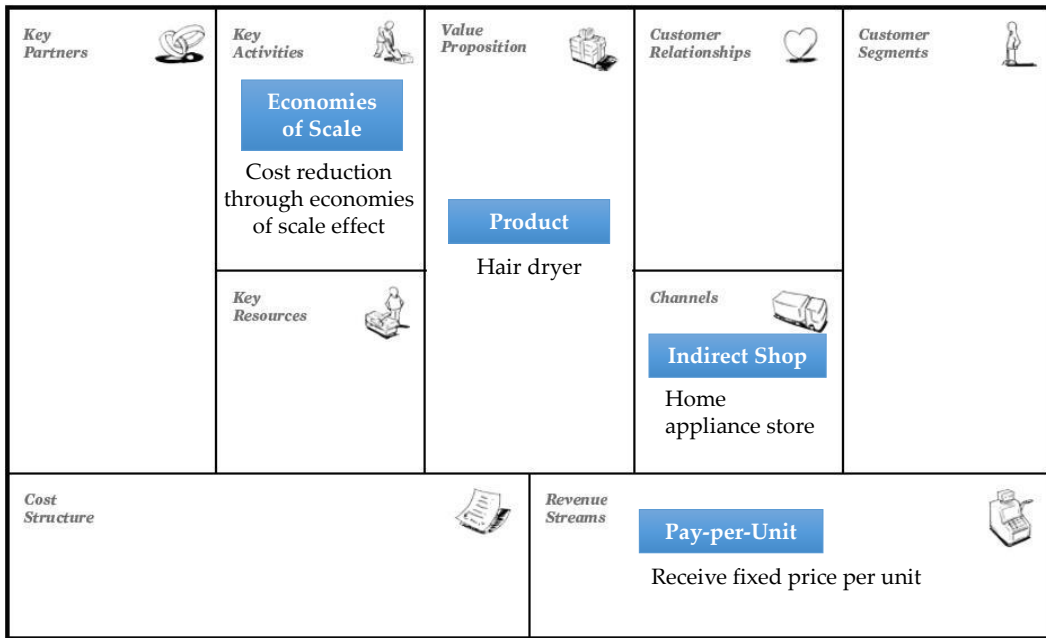 Key
Partners
Key
Activities
Economies
of Scale
Cost reduction
through economies
of scale effect
Key
Resources
Value
Proposition
Product
Hair dryer
Customer
Relationships
Channels
Indirect Shop
Home
appliance store
Customer
Segments
Cost
Structure
Revenue
Streams
Pay-per-Unit
Receive fixed price per unit